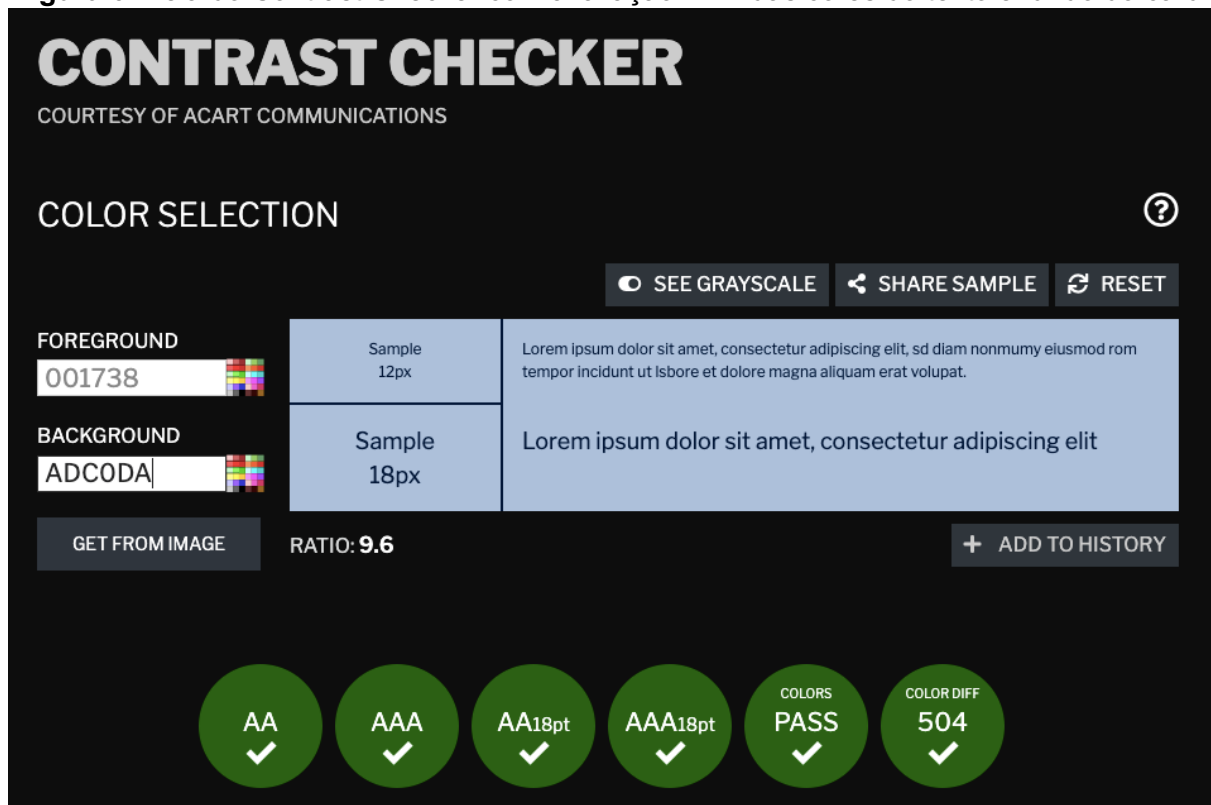 CONTRAST CHECKER
COURTESY OF ACART COMMUNICATIONS
COLOR SELECTION
?
SEE GRAYSCALE
SHARE SAMPLE
RESET
FOREGROUND
001738
BACKGROUND
ADC0DA
GET FROM IMAGE
Sample
12px
Lorem ipsum dolor sit amet, consectetur adipiscing elit, sd diam nonmumy eiusmod rom
tempor incidunt ut lsbore et dolore magna aliquam erat volupat.
Sample
18px
Lorem ipsum dolor sit amet, consectetur adipiscing elit
RATIO: 9.6
+ ADD TO HISTORY
AA
AAA
AA18pt
AAA18pt
COLORS
PASS
COLOR DIFF
504